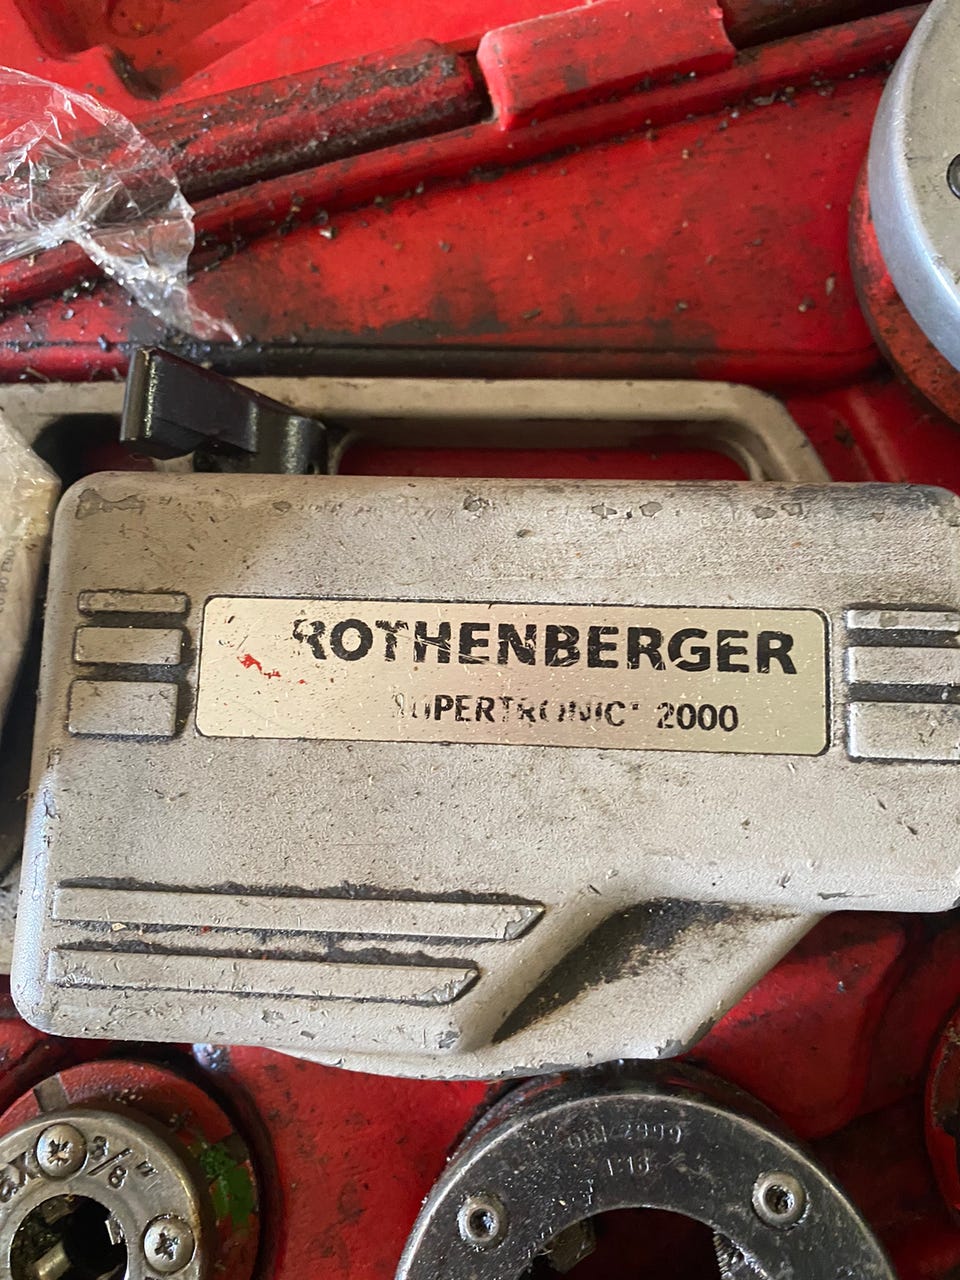 ROTHENBERGER
SUPERTRONIC® 2000
3/8"